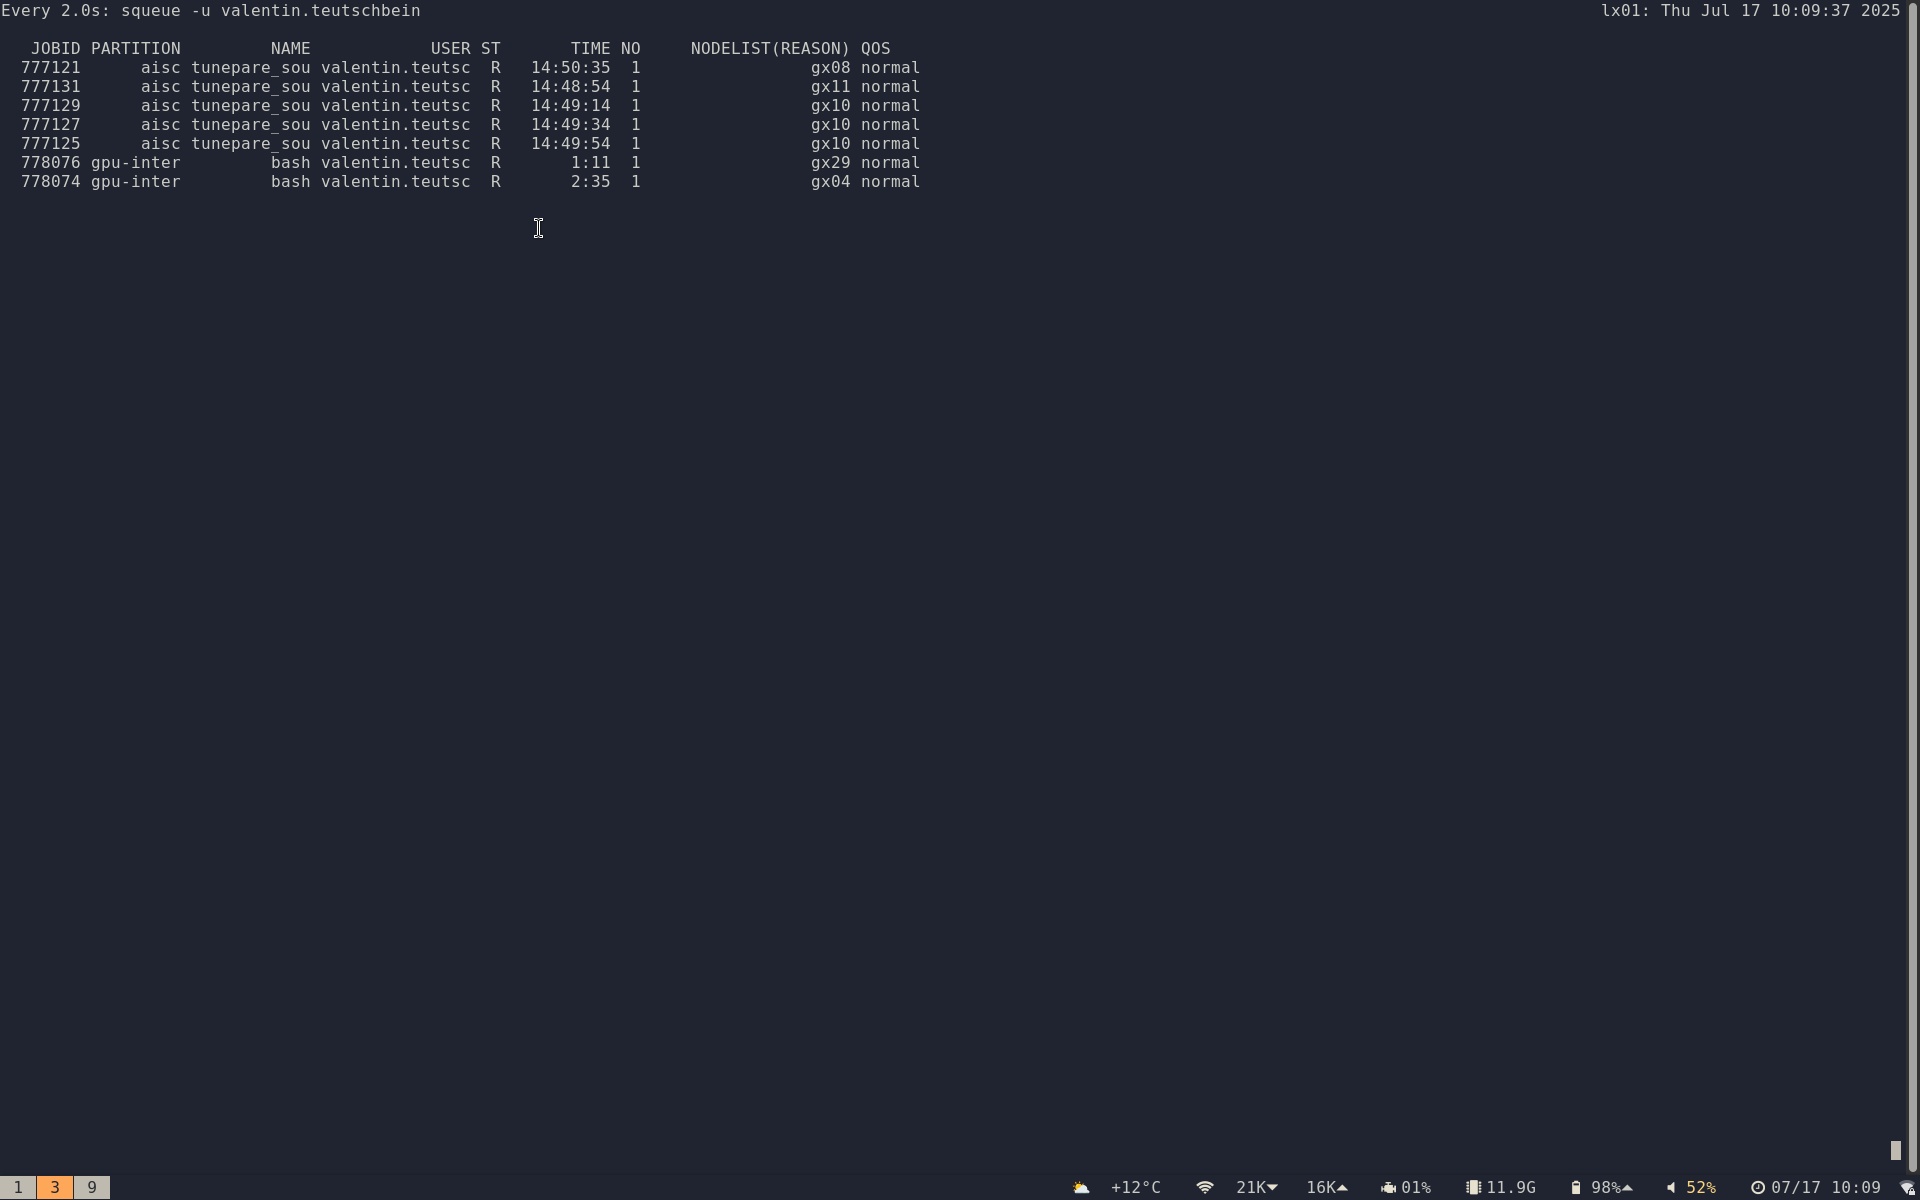 Every 2.0s: squeue -u valentin.teutschbein lx01: Thu Jul 17 10:09:37 2025
JOBID PARTITION NAME USER ST TIME NO NODELIST(REASON) QOS
777121 aisc tunepare_sou valentin.teutsc R 14:50:35 1 gx08 normal
777131 aisc tunepare_sou valentin.teutsc R 14:48:54 1 gx11 normal
777129 aisc tunepare_sou valentin.teutsc R 14:49:14 1 gx10 normal
777127 aisc tunepare_sou valentin.teutsc R 14:49:34 1 gx10 normal
777125 aisc tunepare_sou valentin.teutsc R 14:49:54 1 gx10 normal
778076 gpu-inter bash valentin.teutsc R 1:11 1 gx29 normal
778074 gpu-inter bash valentin.teutsc R 2:35 1 gx04 normal
1 3 9 +12°C 21K 16K 01% 11.9G 98% 52% 07/17 10:09